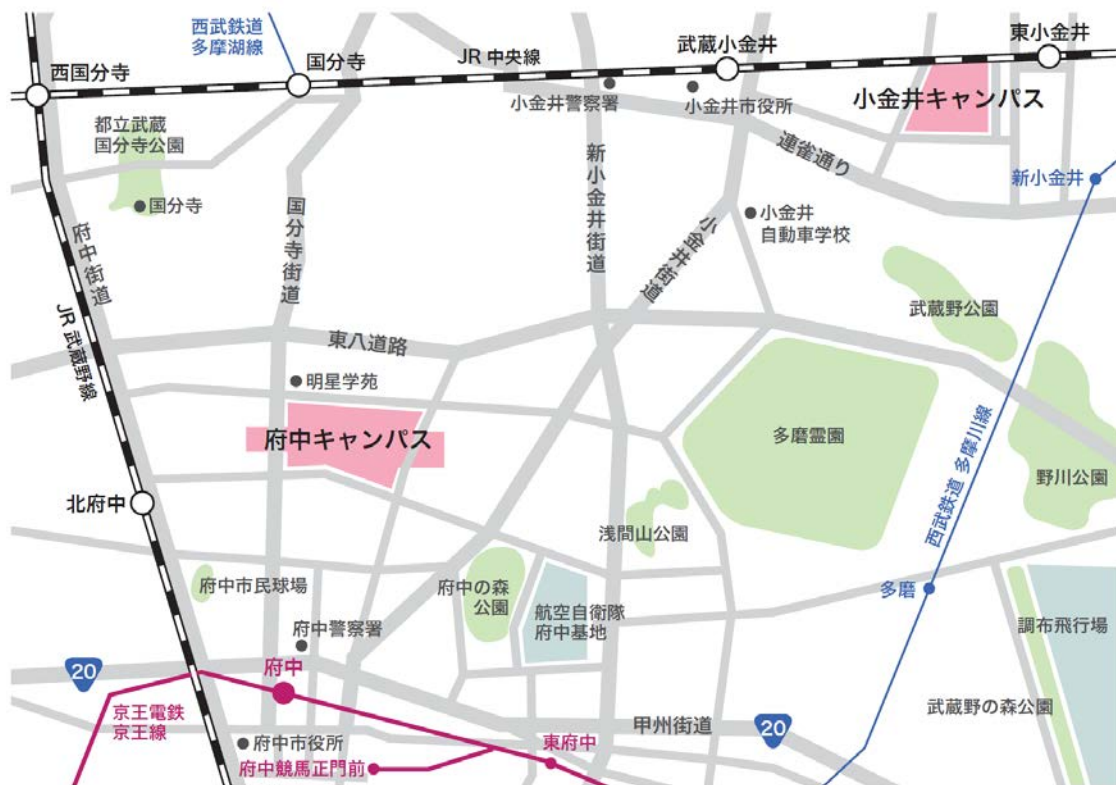 西武鉄道
多摩湖線
国分寺
JR 中央線
武蔵小金井
東小金井
西国分寺
小金井警察署
小金井市役所
小金井キャンパス
都立武蔵
国分寺公園
連雀通り
新小金井
国分寺
国分寺街道
新小金井街道
小金井街道
小金井
自動車学校
府中街道
武蔵野公園
JR 武蔵野線
東八道路
明星学苑
府中キャンパス
多磨霊園
西武鉄道 多摩川線
野川公園
北府中
浅間山公園
府中市民球場
府中の森
公園
航空自衛隊
府中基地
多磨
調布飛行場
府中警察署
20
府中
京王電鉄
京王線
甲州街道
20
武蔵野の森公園
府中市役所
東府中
府中競馬正門前